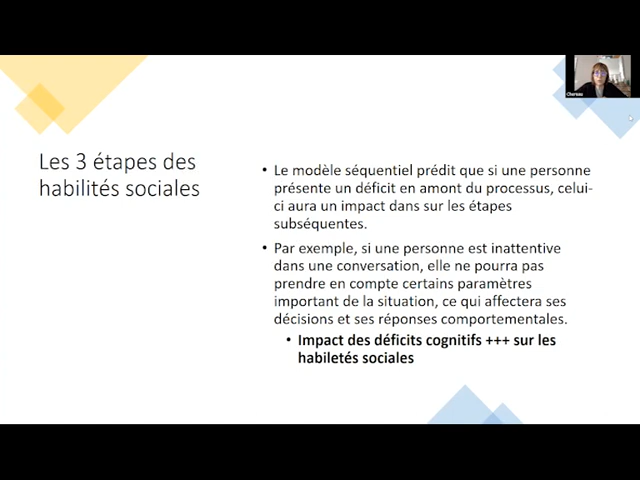 Les 3 étapes des
habilités sociales
• Le modèle séquentiel prédit que si une personne
présente un déficit en amont du processus, celui-
ci aura un impact dans sur les étapes
subséquentes.
• Par exemple, si une personne est inattentive
dans une conversation, elle ne pourra pas
prendre en compte certains paramètres
important de la situation, ce qui affectera ses
décisions et ses réponses comportementales.
• Impact des déficits cognitifs +++ sur les
habiletés sociales